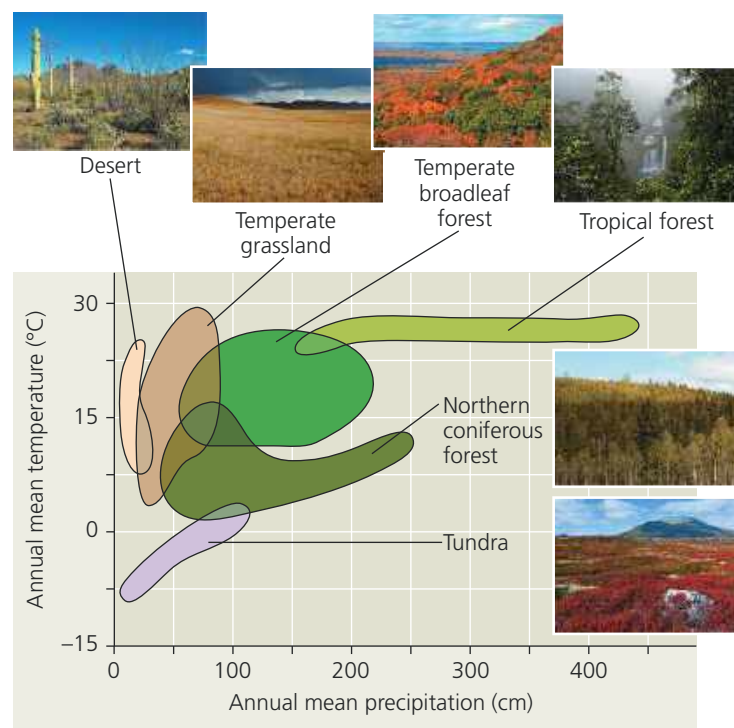 Desert
Temperate
grassland
Temperate
broadleaf
forest
Tropical forest
30
15
0
−15
Annual mean temperature (°C)
Northern
coniferous
forest
Tundra
0
100
200
300
400
Annual mean precipitation (cm)